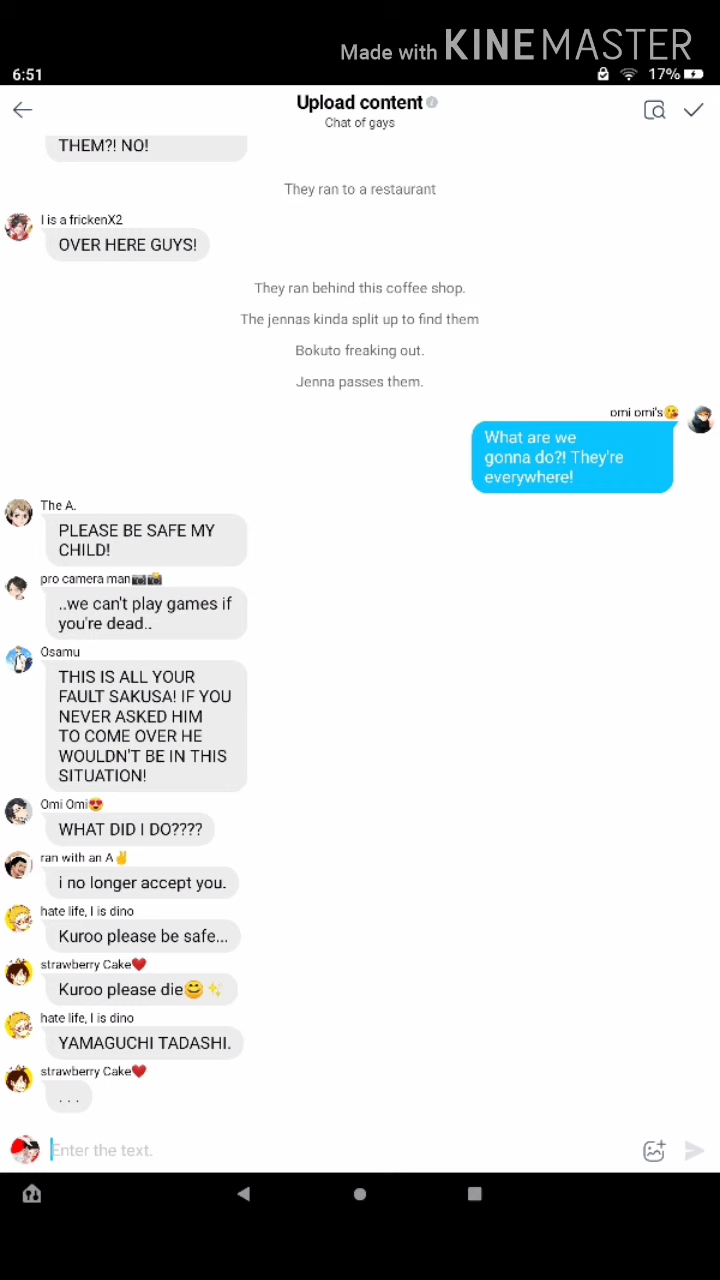 Made with KINEMASTER
6:51
17%
Upload content
Chat of gays
THEM?! NO!
They ran to a restaurant
I is a frickenX2
OVER HERE GUYS!
They ran behind this coffee shop.
The jennas kinda split up to find them
Bokuto freaking out.
Jenna passes them.
omi omi's😘
What are we
gonna do?! They're
everywhere!
The A.
PLEASE BE SAFE MY
CHILD!
pro camera man📷📸
..we can't play games if
you're dead..
Osamu
THIS IS ALL YOUR
FAULT SAKUSA! IF YOU
NEVER ASKED HIM
TO COME OVER HE
WOULDN'T BE IN THIS
SITUATION!
Omi Omi😍
WHAT DID I DO????
ran with an A✌
i no longer accept you.
hate life, I is dino
Kuroo please be safe...
strawberry Cake❤
Kuroo please die😊✨
hate life, I is dino
YAMAGUCHI TADASHI.
strawberry Cake❤
. . .
Enter the text.